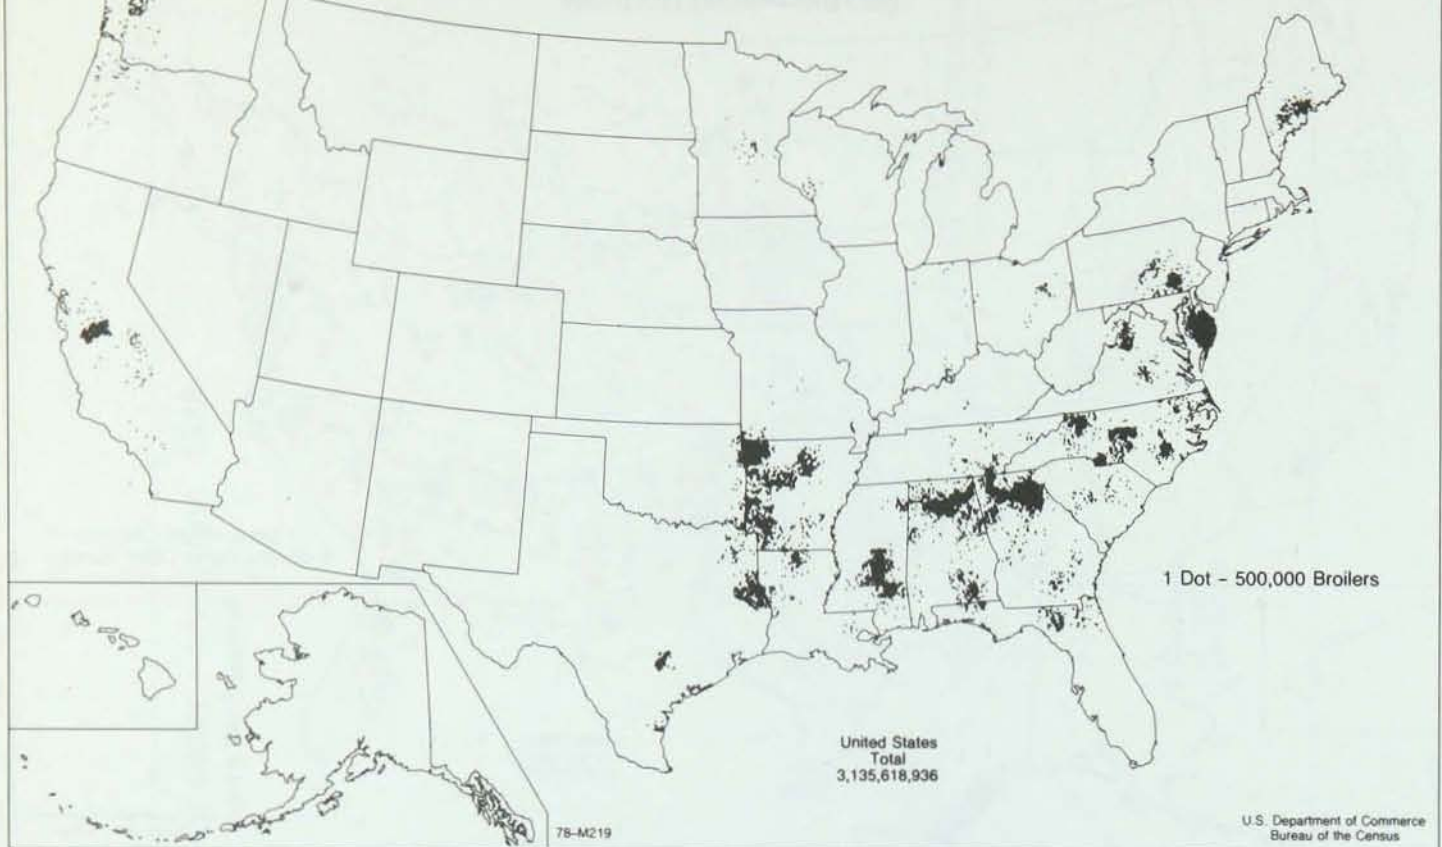 1 Dot – 500,000 Broilers
United States
Total
3,135,618,936
78–M219
U.S. Department of Commerce
Bureau of the Census